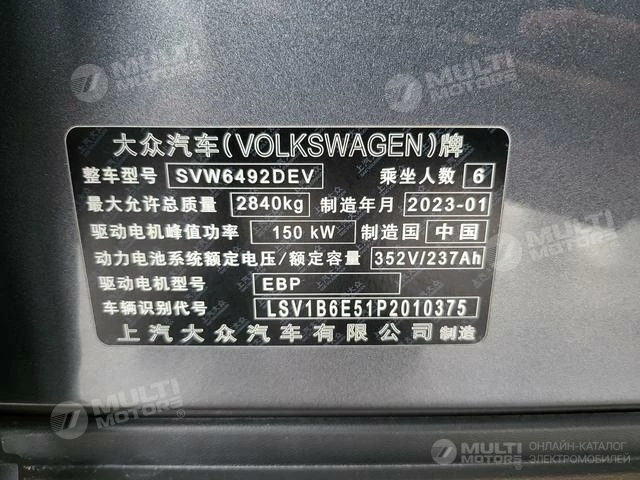 MULTI MOTORS®
MULTI MOTORS®
大众汽车(VOLKSWAGEN)牌
整车型号 SVW6492DEV 乘坐人数 6
最大允许总质量 2840kg 制造年月 2023-01
驱动电机峰值功率 150 kW 制造国 中国
动力电池系统额定电压/额定容量 352V/237Ah
驱动电机型号 EBP
车辆识别代号 LSV1B6E51P2010375
上汽大众汽车有限公司 制造
MULTI MOTORS®
MULTI MOTORS® ОНЛАЙН-КАТАЛОГ ЭЛЕКТРОМОБИЛЕЙ